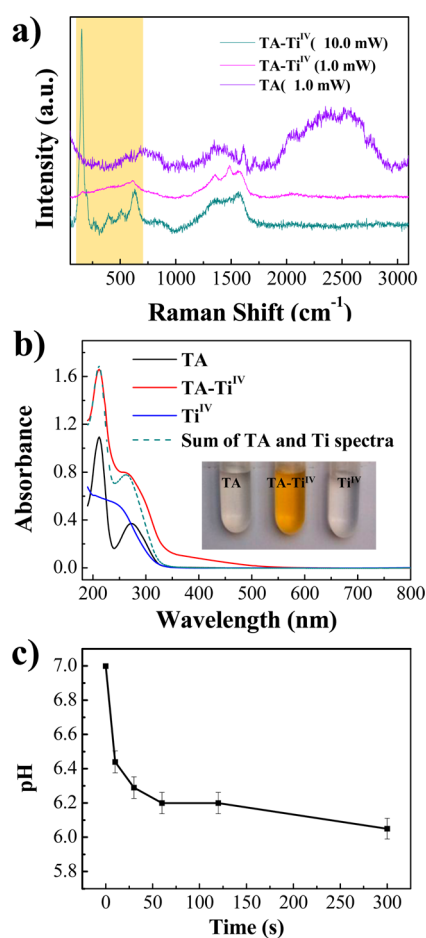 a)
TA-Ti^IV( 10.0 mW)
TA-Ti^IV (1.0 mW)
TA( 1.0 mW)
Intensity (a.u.)
500 1000 1500 2000 2500 3000
Raman Shift (cm^-1)
b)
TA
TA-Ti^IV
Ti^IV
Sum of TA and Ti spectra
1.6
1.2
0.8
0.4
0.0
Absorbance
TA TA-Ti^IV Ti^IV
200 300 400 500 600 700 800
Wavelength (nm)
c)
7.0
6.8
6.6
6.4
6.2
6.0
5.8
pH
0 50 100 150 200 250 300
Time (s)